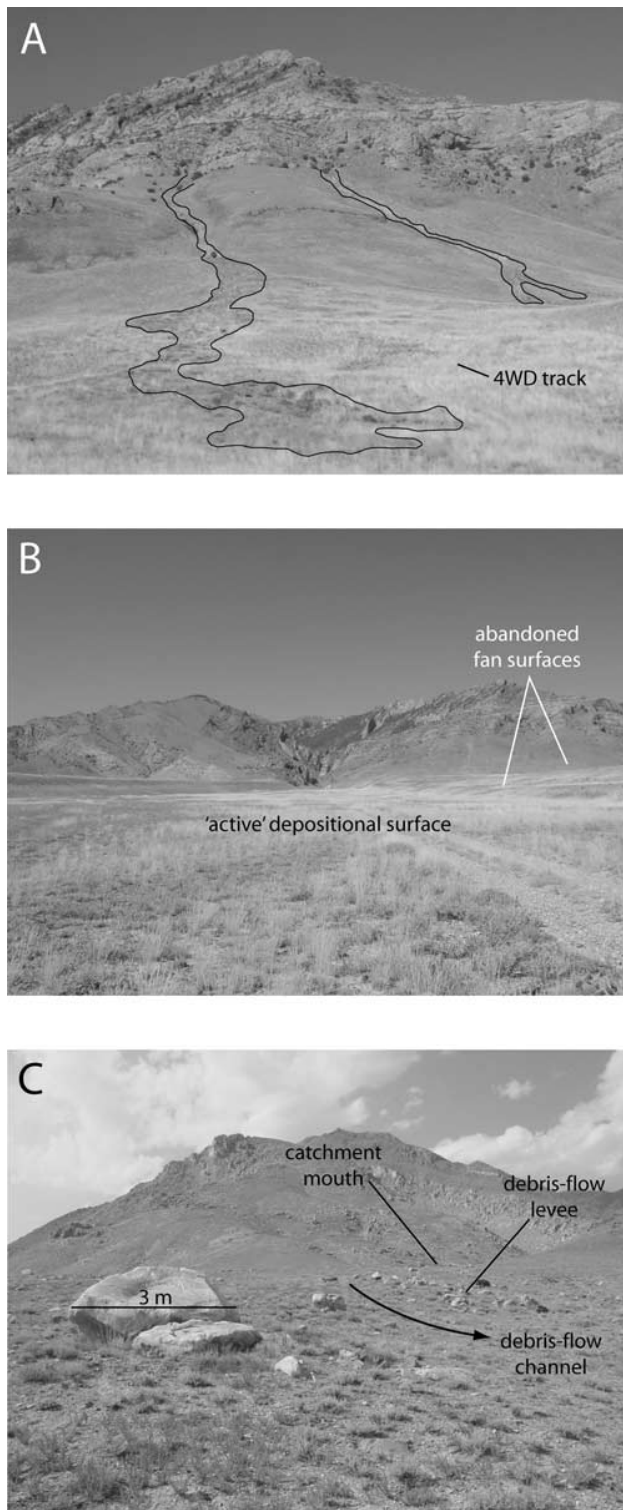 A
4WD track
B
abandoned
fan surfaces
'active' depositional surface
C
catchment
mouth
debris-flow
levee
3 m
debris-flow
channel